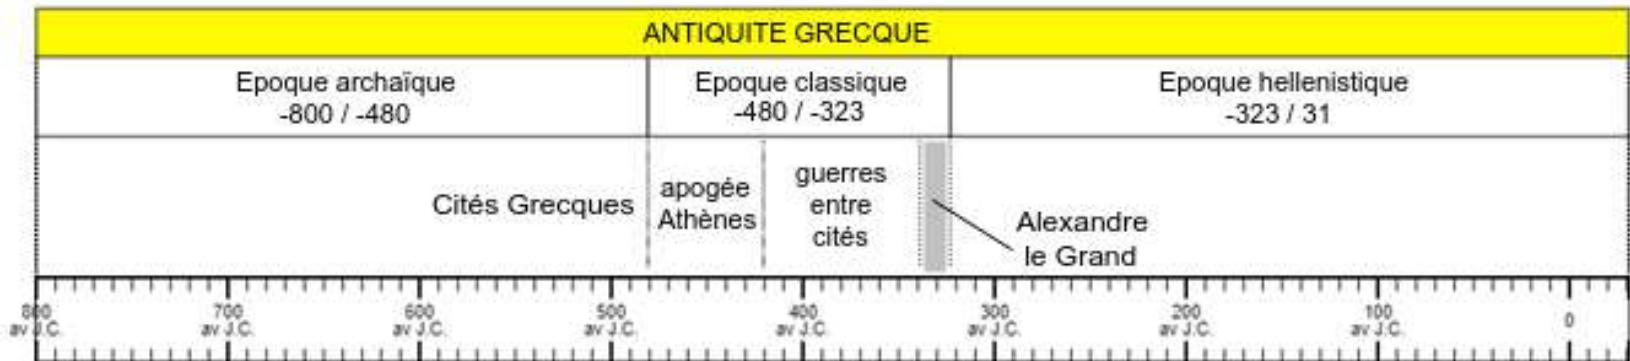 ANTIQUITE GRECQUE
Epoque archaïque
-800 / -480
Epoque classique
-480 / -323
Epoque hellenistique
-323 / 31
Cités Grecques
apogée
Athènes
guerres
entre
cités
Alexandre
le Grand
800
av J.C.
700
av J.C.
600
av J.C.
500
av J.C.
400
av J.C.
300
av J.C.
200
av J.C.
100
av J.C.
0